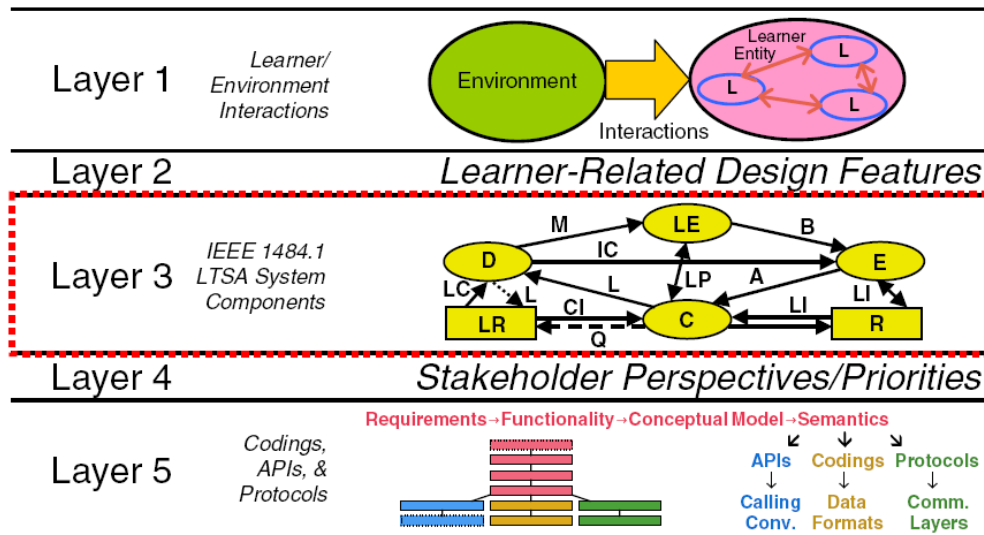 Layer 1
Learner/
Environment
Interactions
Environment
Interactions
Learner
Entity
L
L
L
Layer 2
Learner-Related Design Features
Layer 3
IEEE 1484.1
LTSA System
Components
M
LE
B
D
IC
E
LC
L
L
LP
A
LI
LR
CI
Q
C
LI
R
Layer 4
Stakeholder Perspectives/Priorities
Layer 5
Codings,
APIs, &
Protocols
Requirements→Functionality→Conceptual Model→Semantics
APIs Codings Protocols
Calling Data Comm.
Conv. Formats Layers